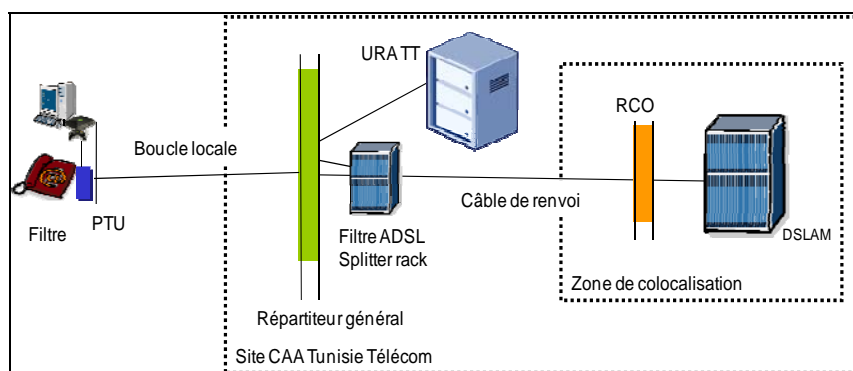 URA TT
RCO
Boucle locale
PTU
Filtre
Câble de renvoi
Filtre ADSL
Splitter rack
DSLAM
Zone de colocalisation
Répartiteur général
Site CAA Tunisie Télécom